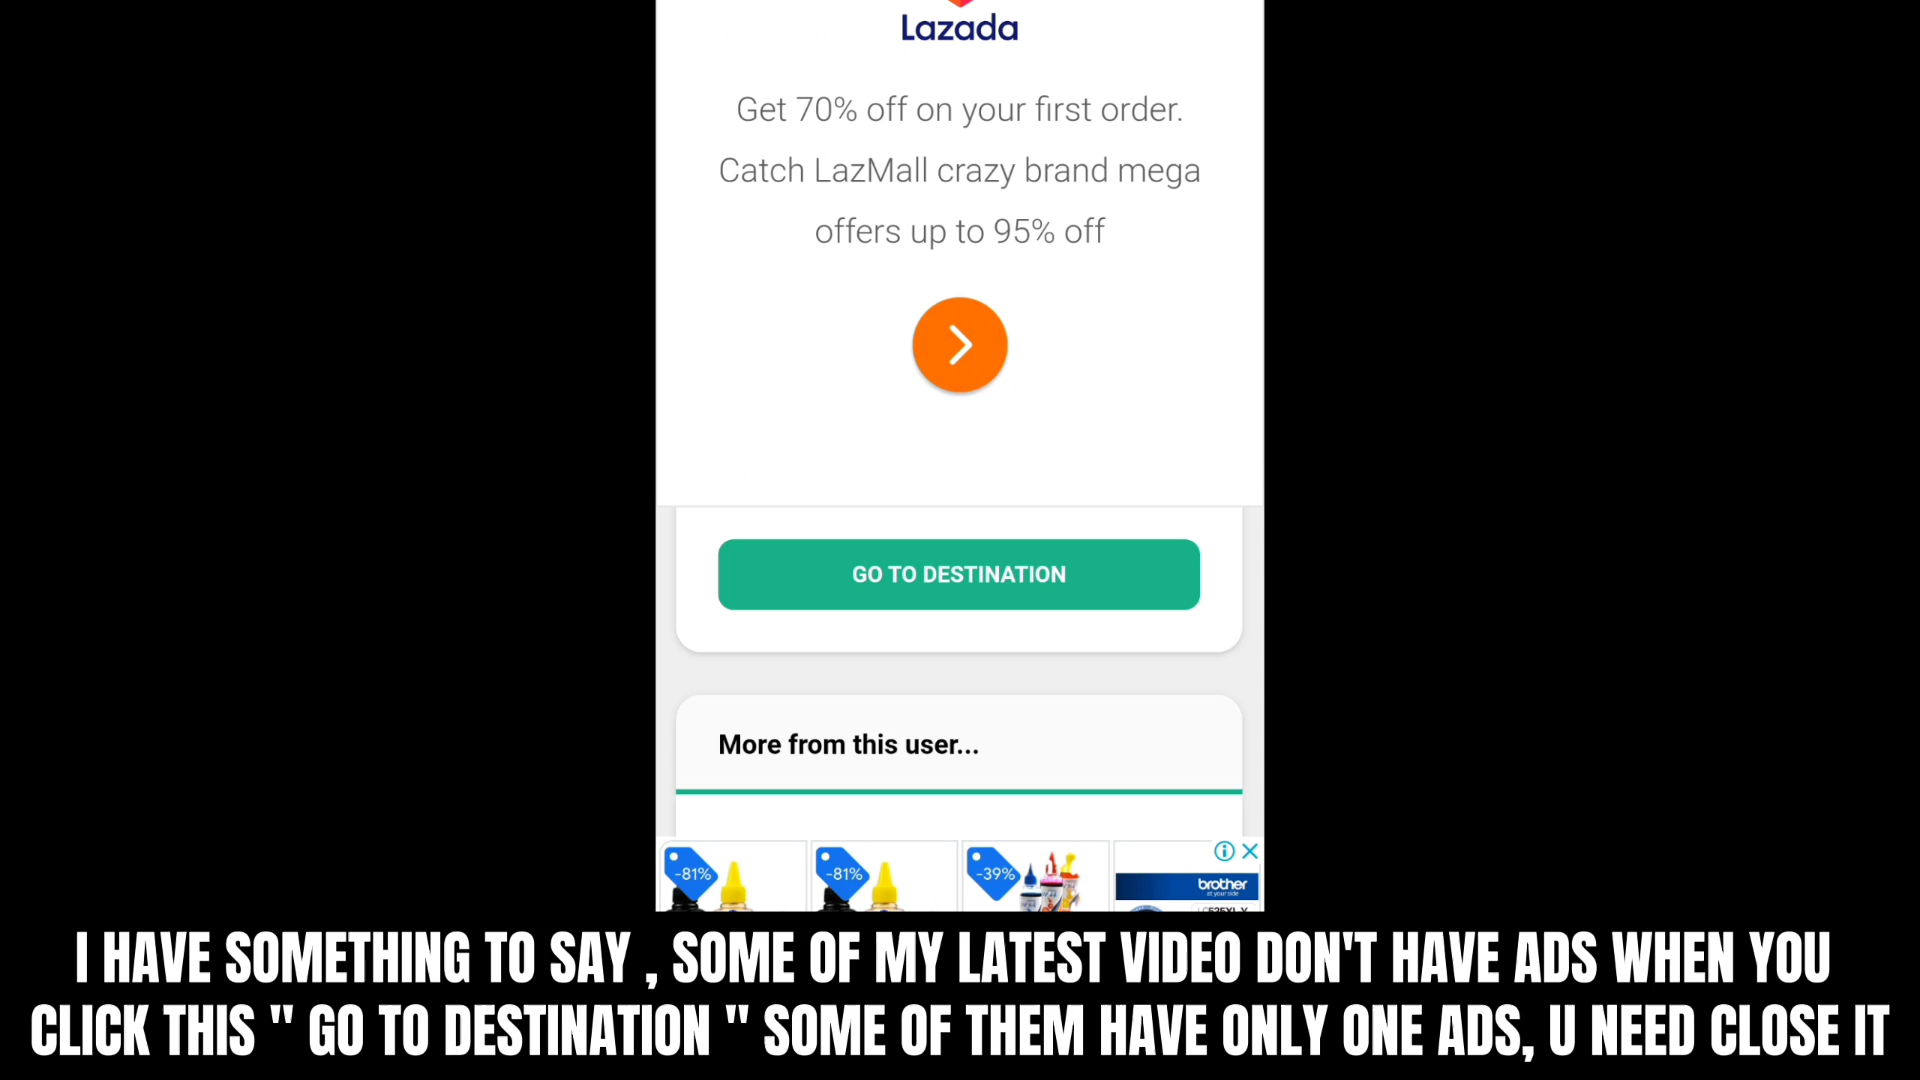 Lazada
Get 70% off on your first order.
Catch LazMall crazy brand mega
offers up to 95% off
GO TO DESTINATION
More from this user...
-81%
-81%
-39%
brother
at your side
I HAVE SOMETHING TO SAY , SOME OF MY LATEST VIDEO DON'T HAVE ADS WHEN YOU
CLICK THIS " GO TO DESTINATION " SOME OF THEM HAVE ONLY ONE ADS, U NEED CLOSE IT